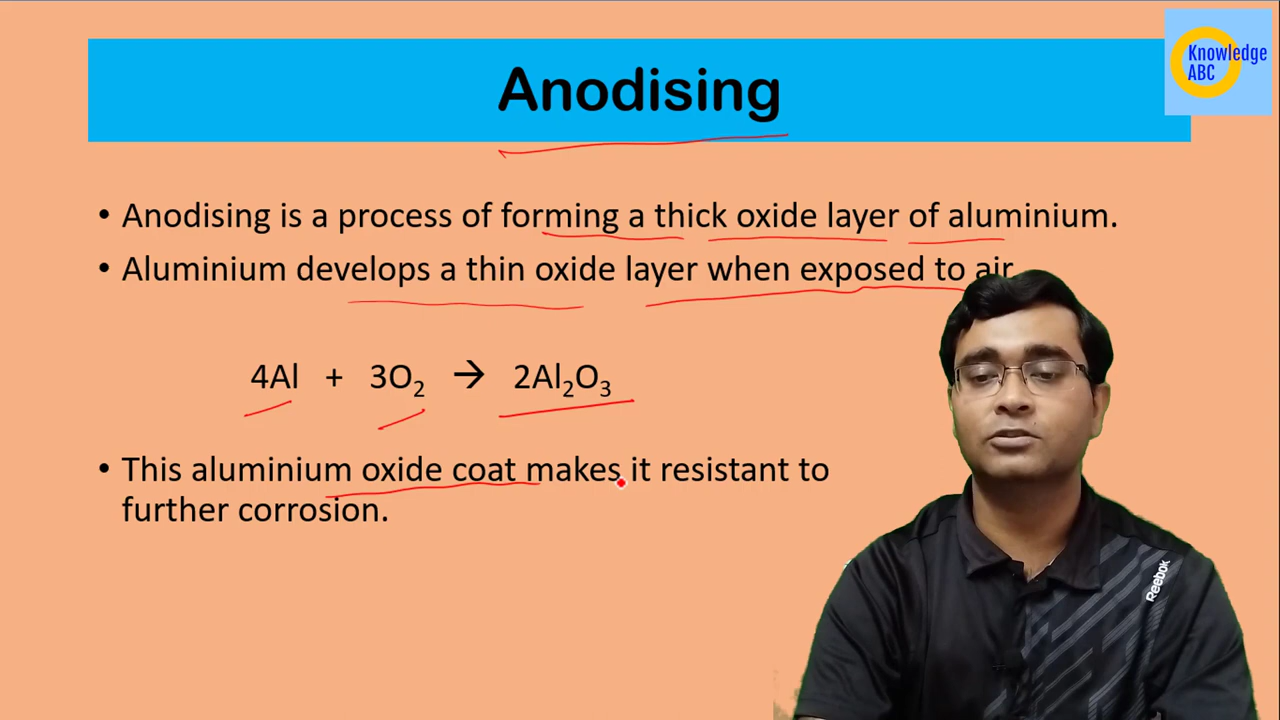 Knowledge
ABC
Anodising
• Anodising is a process of forming a thick oxide layer of aluminium.
• Aluminium develops a thin oxide layer when exposed to air
4Al + 3O₂ → 2Al₂O₃
• This aluminium oxide coat makes it resistant to
further corrosion.
Reebok